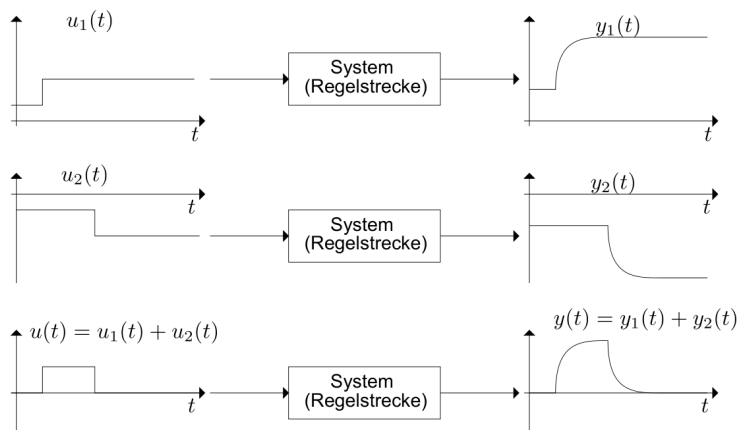 u₁(t)
System
(Regelstrecke)
y₁(t)
t
t
u₂(t)
System
(Regelstrecke)
y₂(t)
t
t
u(t) = u₁(t) + u₂(t)
System
(Regelstrecke)
y(t) = y₁(t) + y₂(t)
t
t